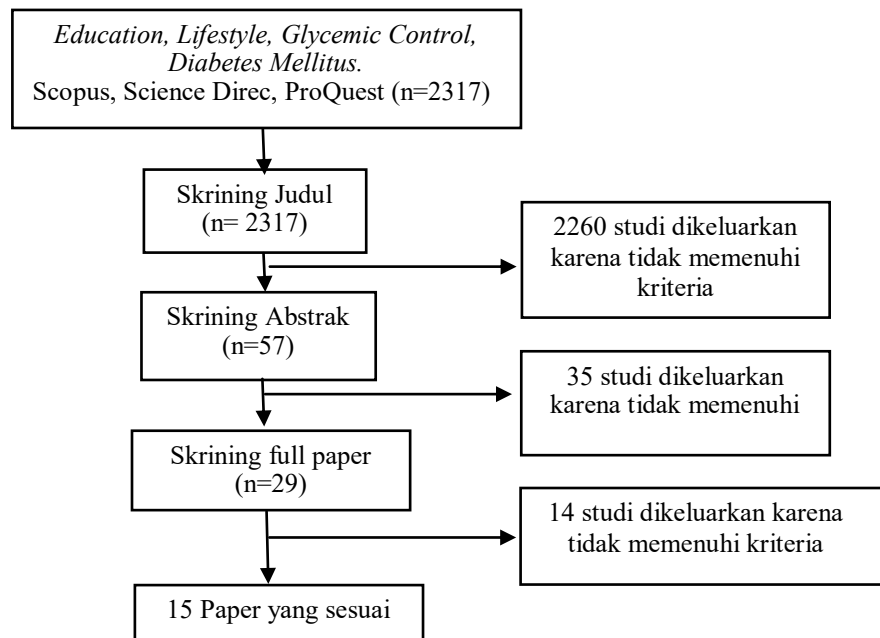 Education, Lifestyle, Glycemic Control,
Diabetes Mellitus.
Scopus, Science Direc, ProQuest (n=2317)
Skrining Judul
(n= 2317)
2260 studi dikeluarkan
karena tidak memenuhi
kriteria
Skrining Abstrak
(n=57)
35 studi dikeluarkan
karena tidak memenuhi
Skrining full paper
(n=29)
14 studi dikeluarkan karena
tidak memenuhi kriteria
15 Paper yang sesuai